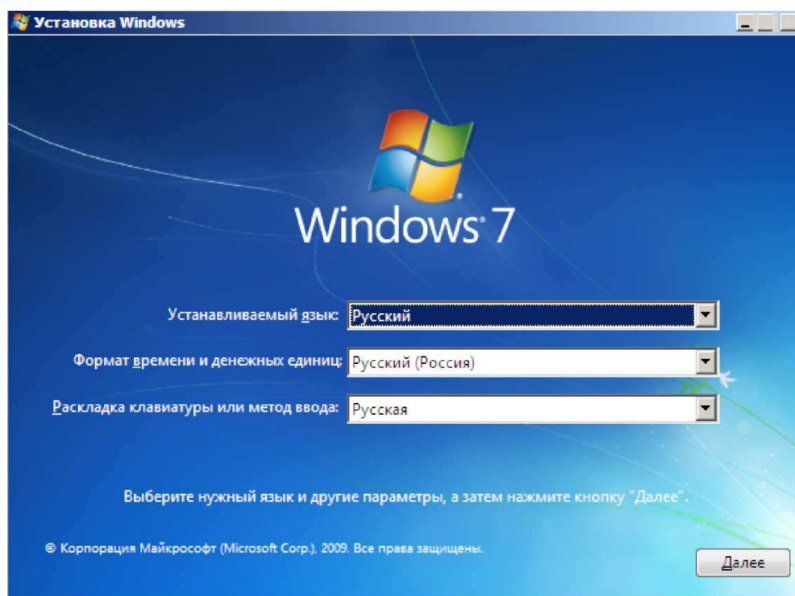 Установка Windows
Windows® 7
Устанавливаемый язык: Русский
Формат времени и денежных единиц: Русский (Россия)
Раскладка клавиатуры или метод ввода: Русская
Выберите нужный язык и другие параметры, а затем нажмите кнопку "Далее".
© Корпорация Майкрософт (Microsoft Corp.), 2009. Все права защищены.
Далее